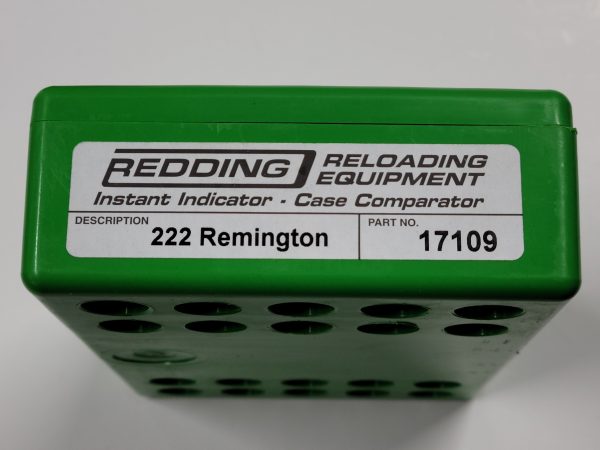 REDDING RELOADING EQUIPMENT
Instant Indicator - Case Comparator
DESCRIPTION
222 Remington
PART NO.
17109